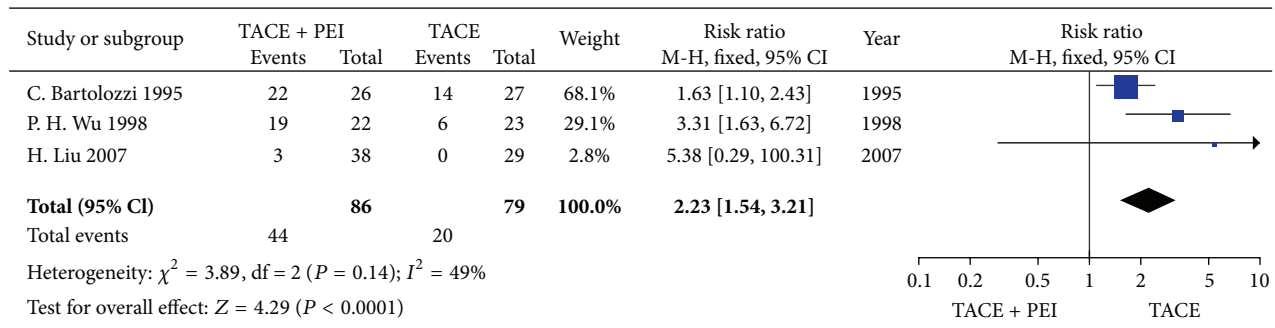 Study or subgroup TACE + PEI TACE Weight Risk ratio Year Risk ratio
Events Total Events Total M-H, fixed, 95% CI M-H, fixed, 95% CI
C. Bartolozzi 1995 22 26 14 27 68.1% 1.63 [1.10, 2.43] 1995
P. H. Wu 1998 19 22 6 23 29.1% 3.31 [1.63, 6.72] 1998
H. Liu 2007 3 38 0 29 2.8% 5.38 [0.29, 100.31] 2007
Total (95% Cl) 86 79 100.0% 2.23 [1.54, 3.21]
Total events 44 20
Heterogeneity: χ² = 3.89, df = 2 (P = 0.14); I² = 49%
Test for overall effect: Z = 4.29 (P < 0.0001)
0.1 0.2 0.5 1 2 5 10
TACE + PEI TACE